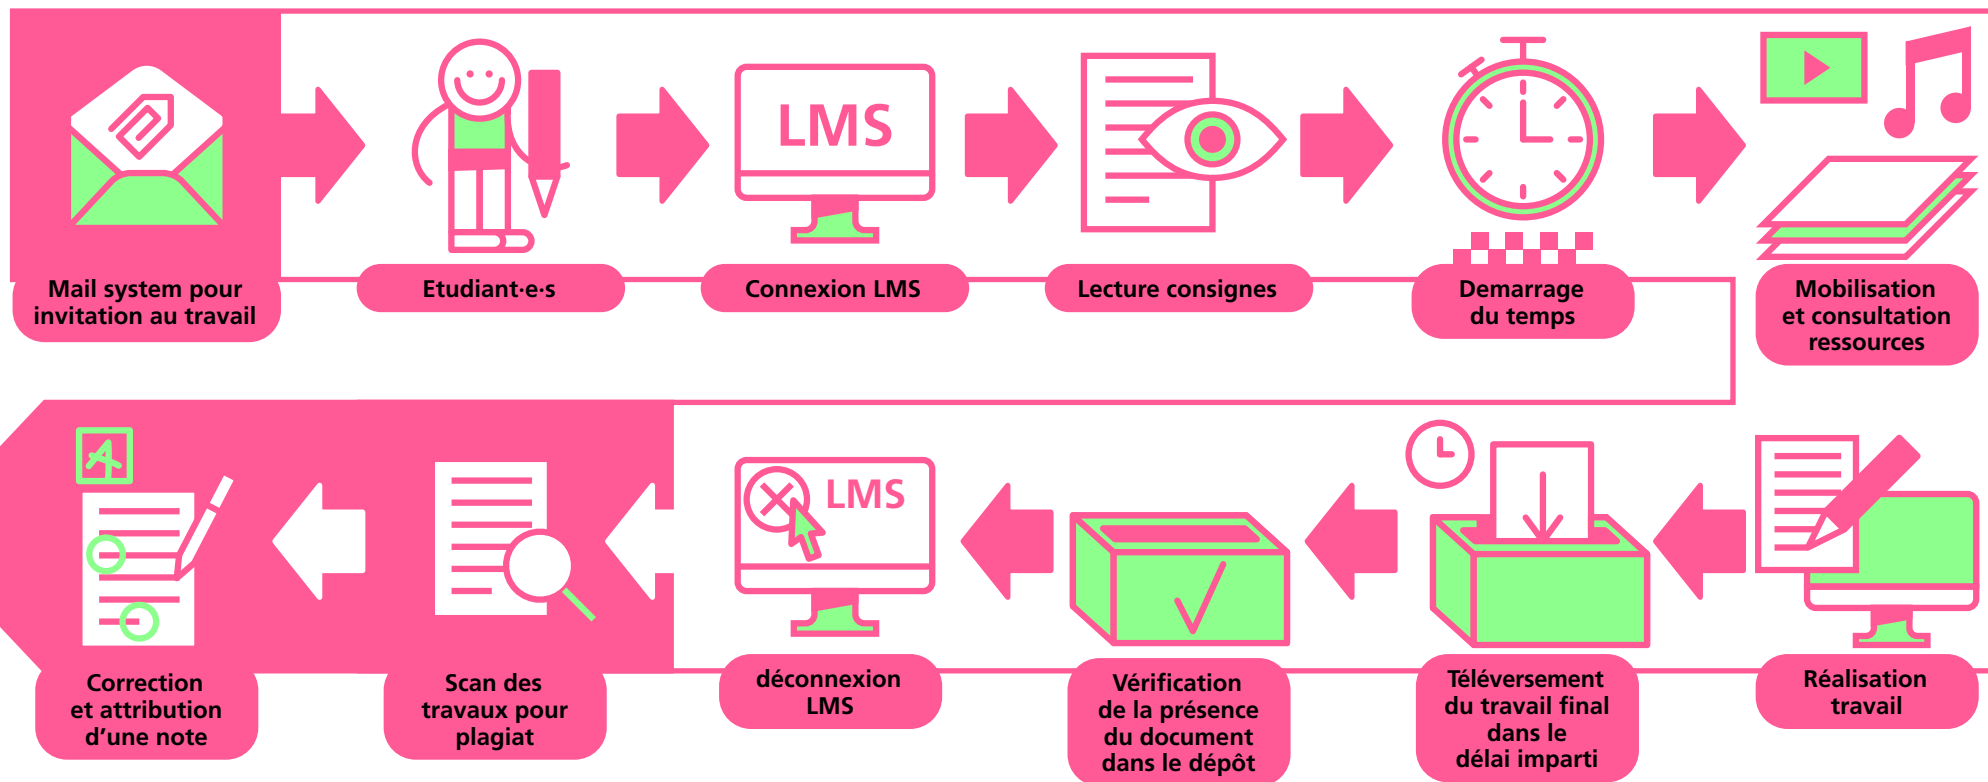 LMS
Mail system pour
invitation au travail
Etudiant·e·s
Connexion LMS
Lecture consignes
Demarrage
du temps
Mobilisation
et consultation
ressources
A
LMS
Correction
et attribution
d’une note
Scan des
travaux pour
plagiat
déconnexion
LMS
Vérification
de la présence
du document
dans le dépôt
Téléversement
du travail final
dans le
délai imparti
Réalisation
travail